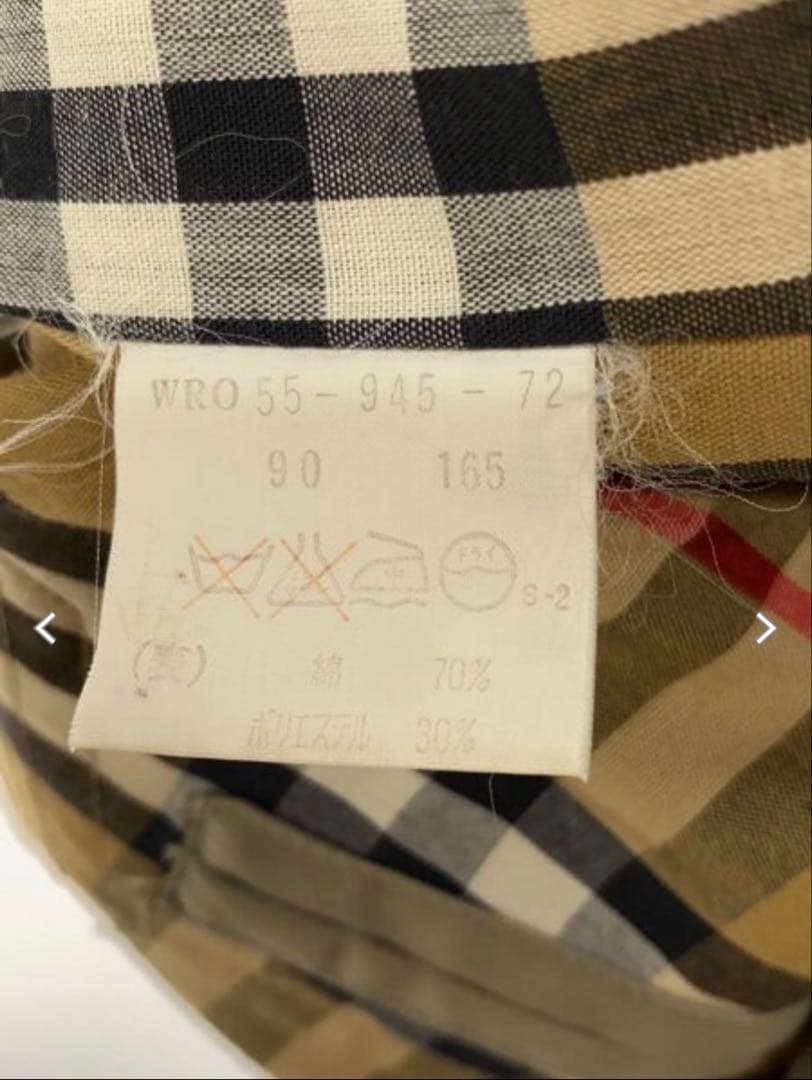 WRO 55-945-72
90 165
中 ドライ S-2
(表) 綿 70%
ポリエステル 30%